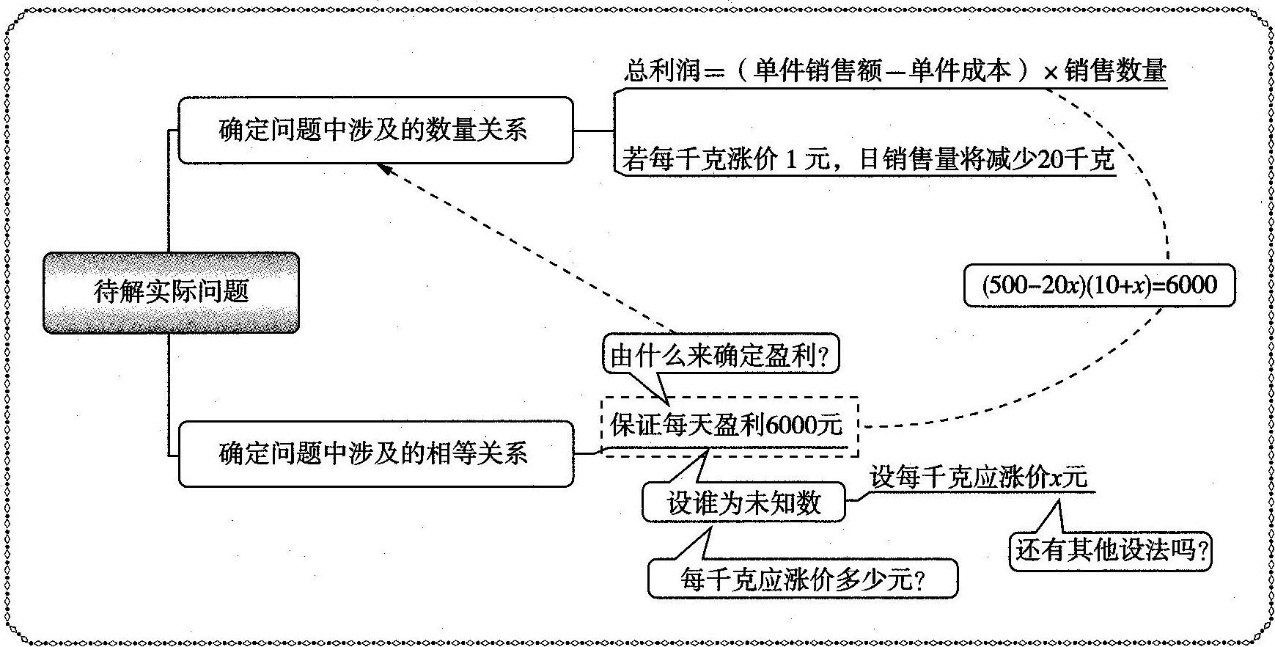 总利润=（单件销售额-单件成本）×销售数量
确定问题中涉及的数量关系
若每千克涨价1元，日销售量将减少20千克
待解实际问题
(500-20x)(10+x)=6000
由什么来确定盈利?
保证每天盈利6000元
确定问题中涉及的相等关系
设谁为未知数
设每千克应涨价x元
还有其他设法吗?
每千克应涨价多少元?